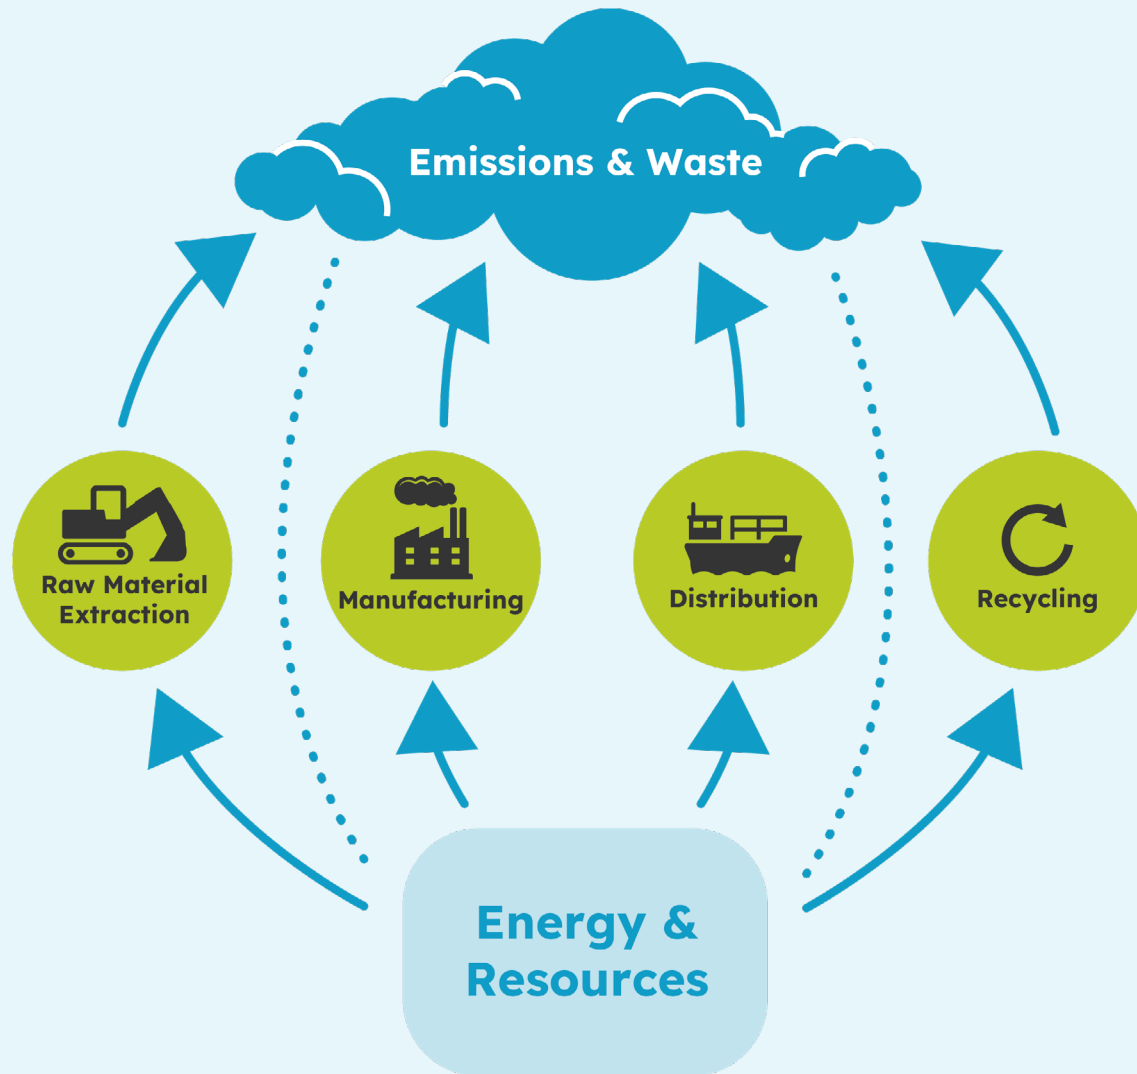 Emissions & Waste
Raw Material
Extraction
Manufacturing
Distribution
Recycling
Energy &
Resources